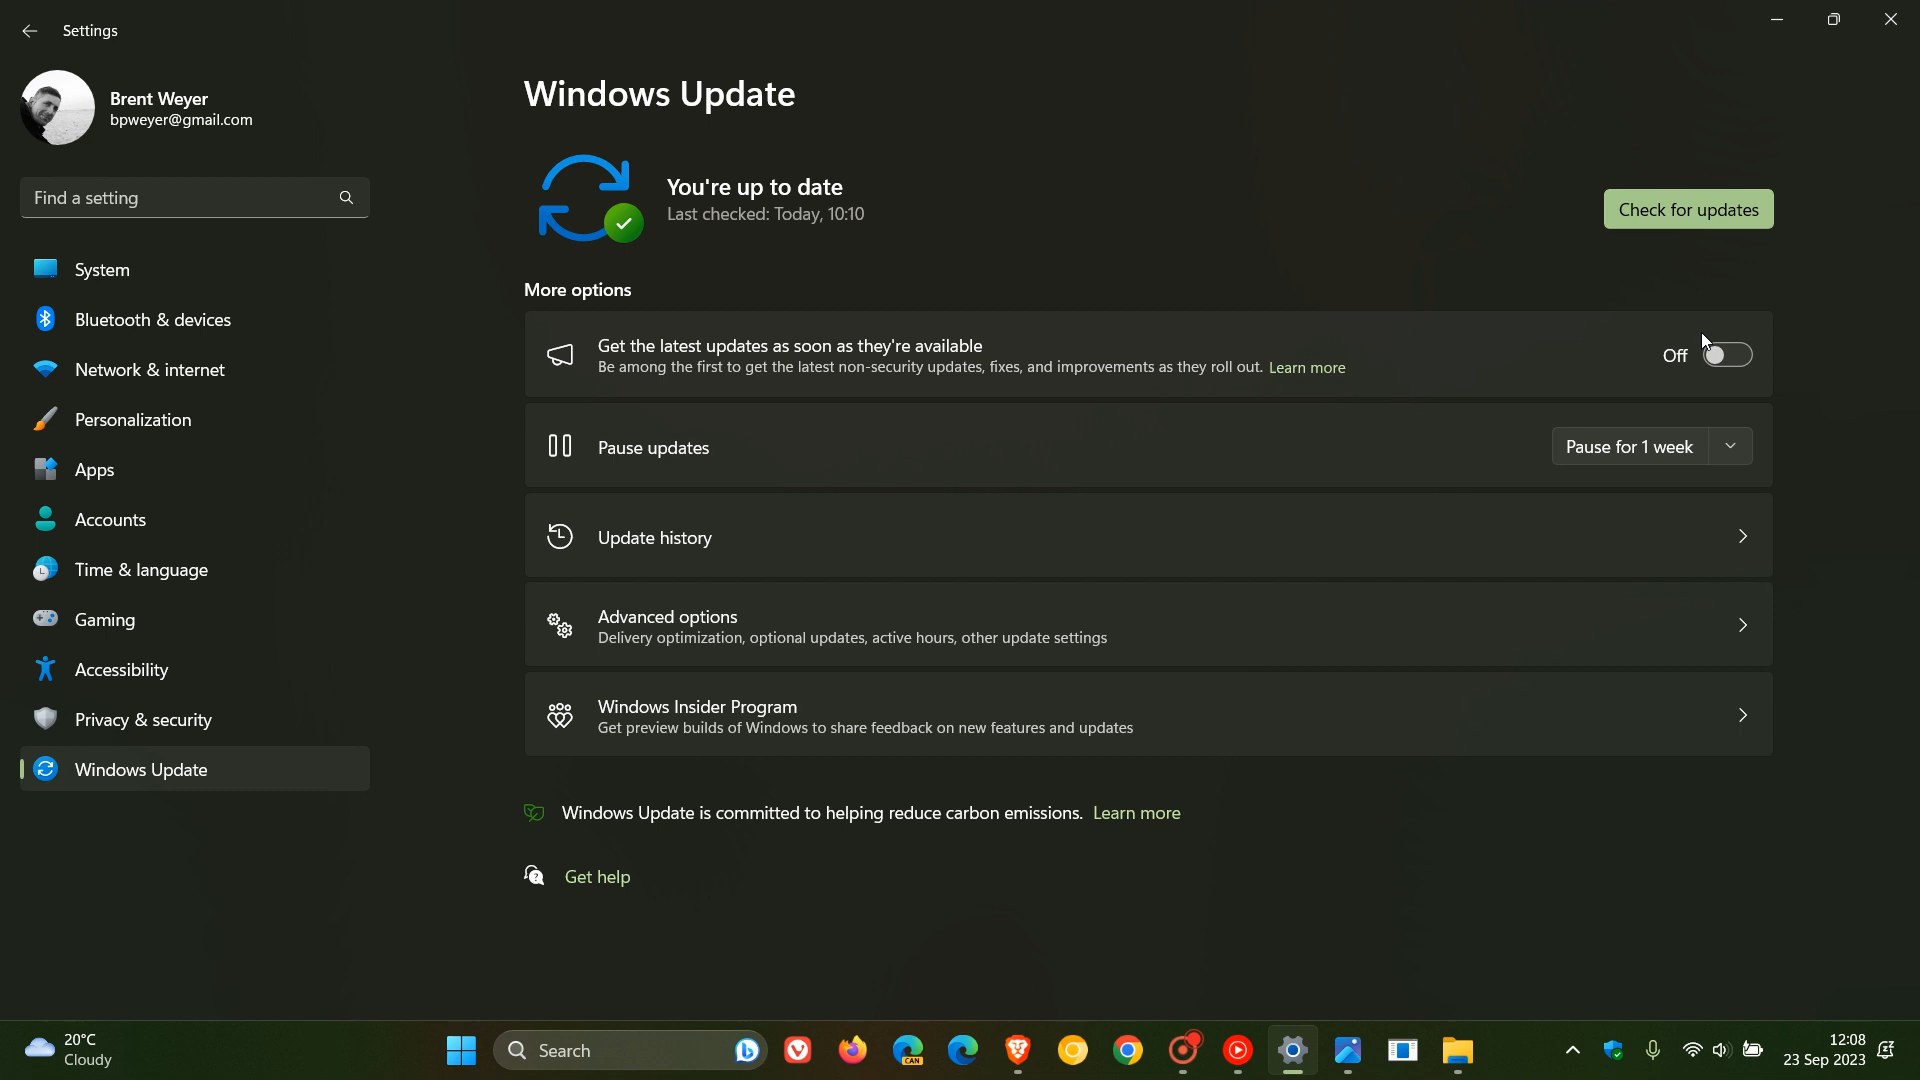 Settings
Brent Weyer
bpweyer@gmail.com
Find a setting
System
Bluetooth & devices
Network & internet
Personalization
Apps
Accounts
Time & language
Gaming
Accessibility
Privacy & security
Windows Update
Windows Update
You're up to date
Last checked: Today, 10:10
Check for updates
More options
Get the latest updates as soon as they're available
Be among the first to get the latest non-security updates, fixes, and improvements as they roll out. Learn more
Off
Pause updates
Pause for 1 week
Update history
Advanced options
Delivery optimization, optional updates, active hours, other update settings
Windows Insider Program
Get preview builds of Windows to share feedback on new features and updates
Windows Update is committed to helping reduce carbon emissions. Learn more
Get help
20°C
Cloudy
Search
CAN
12:08
23 Sep 2023